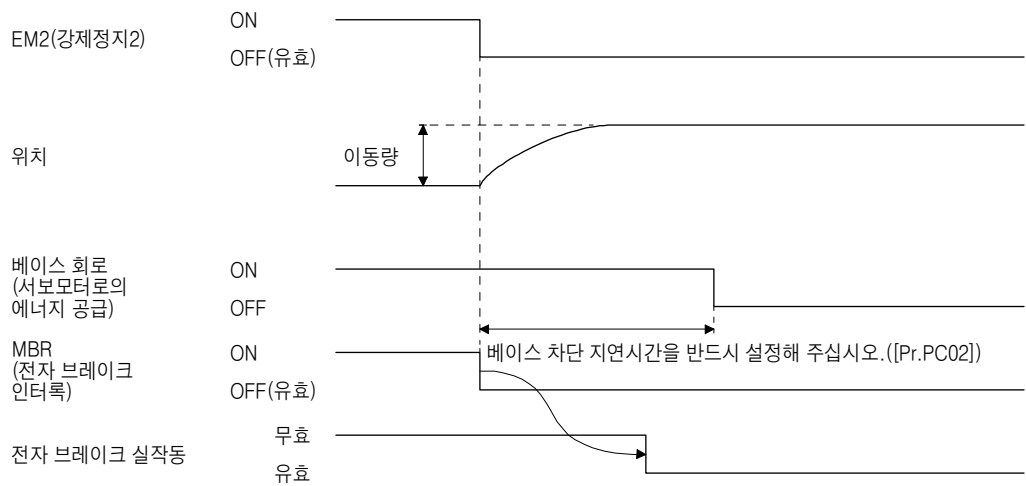 EM2(강제정지2)
ON
OFF(유효)
위치
이동량
베이스 회로
(서보모터로의
에너지 공급)
ON
OFF
MBR
(전자 브레이크
인터록)
ON
OFF(유효)
베이스 차단 지연시간을 반드시 설정해 주십시오.([Pr.PC02])
전자 브레이크 실작동
무효
유효